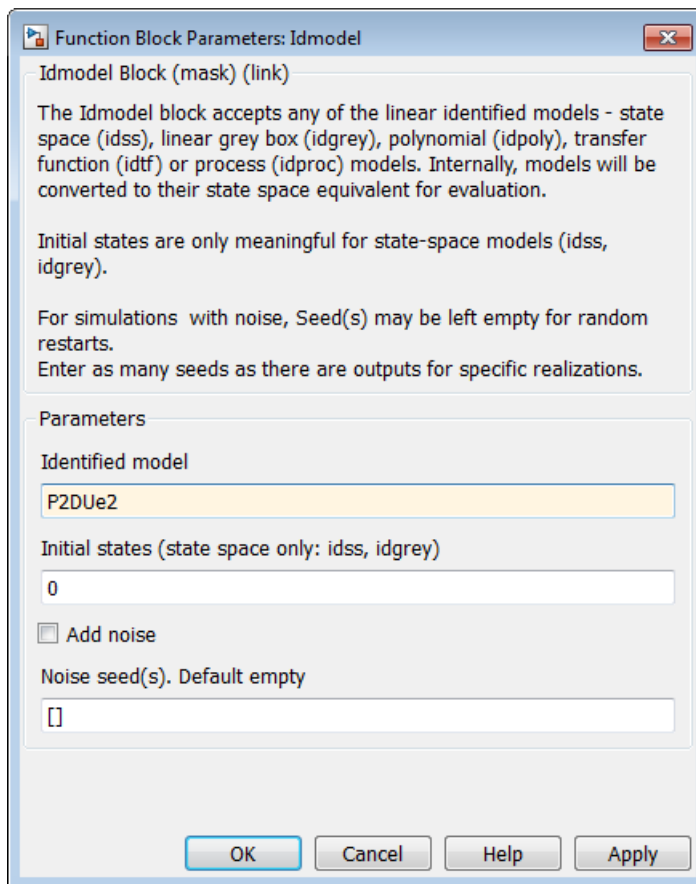 Function Block Parameters: Idmodel
Idmodel Block (mask) (link)
The Idmodel block accepts any of the linear identified models - state
space (idss), linear grey box (idgrey), polynomial (idpoly), transfer
function (idtf) or process (idproc) models. Internally, models will be
converted to their state space equivalent for evaluation.
Initial states are only meaningful for state-space models (idss,
idgrey).
For simulations  with noise, Seed(s) may be left empty for random
restarts.
Enter as many seeds as there are outputs for specific realizations.
Parameters
Identified model
P2DUe2
Initial states (state space only: idss, idgrey)
0
Add noise
Noise seed(s). Default empty
[]
OK Cancel Help Apply